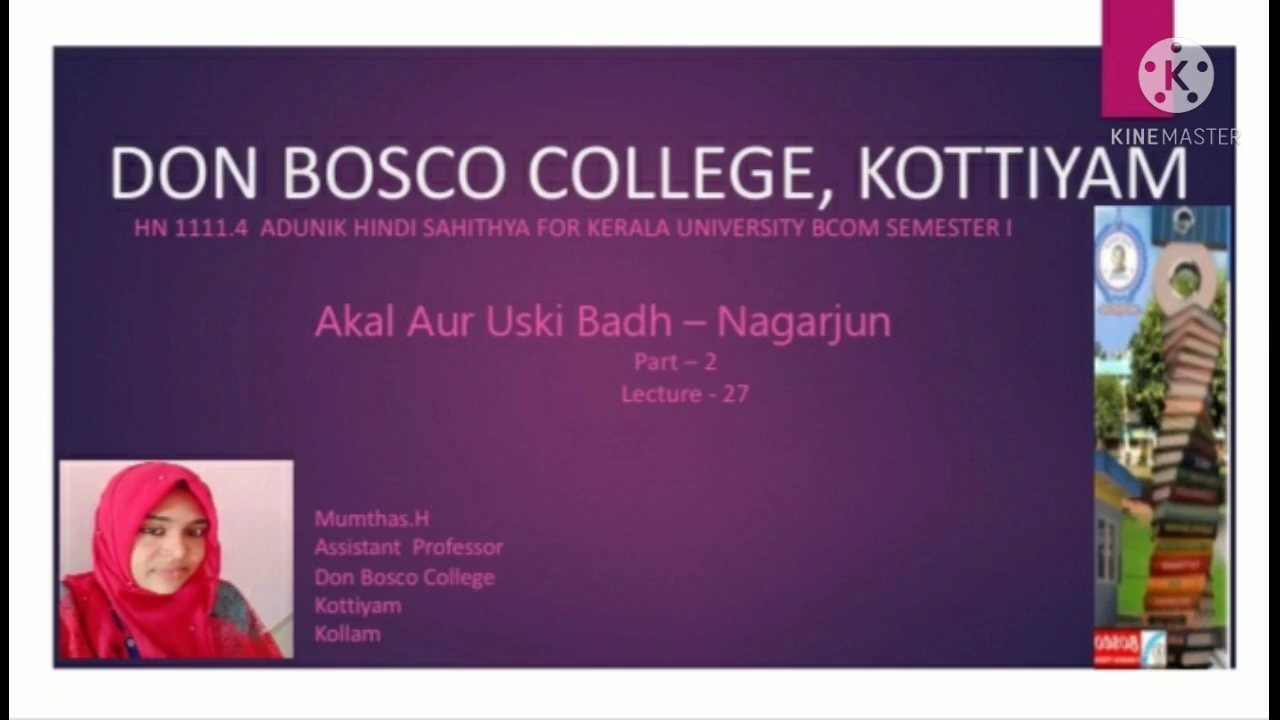 KINEMASTER
DON BOSCO COLLEGE, KOTTIYAM
HN 1111.4 ADUNIK HINDI SAHITHYA FOR KERALA UNIVERSITY BCOM SEMESTER I
Akal Aur Uski Badh – Nagarjun
Part – 2
Lecture - 27
Mumthas.H
Assistant Professor
Don Bosco College
Kottiyam
Kollam